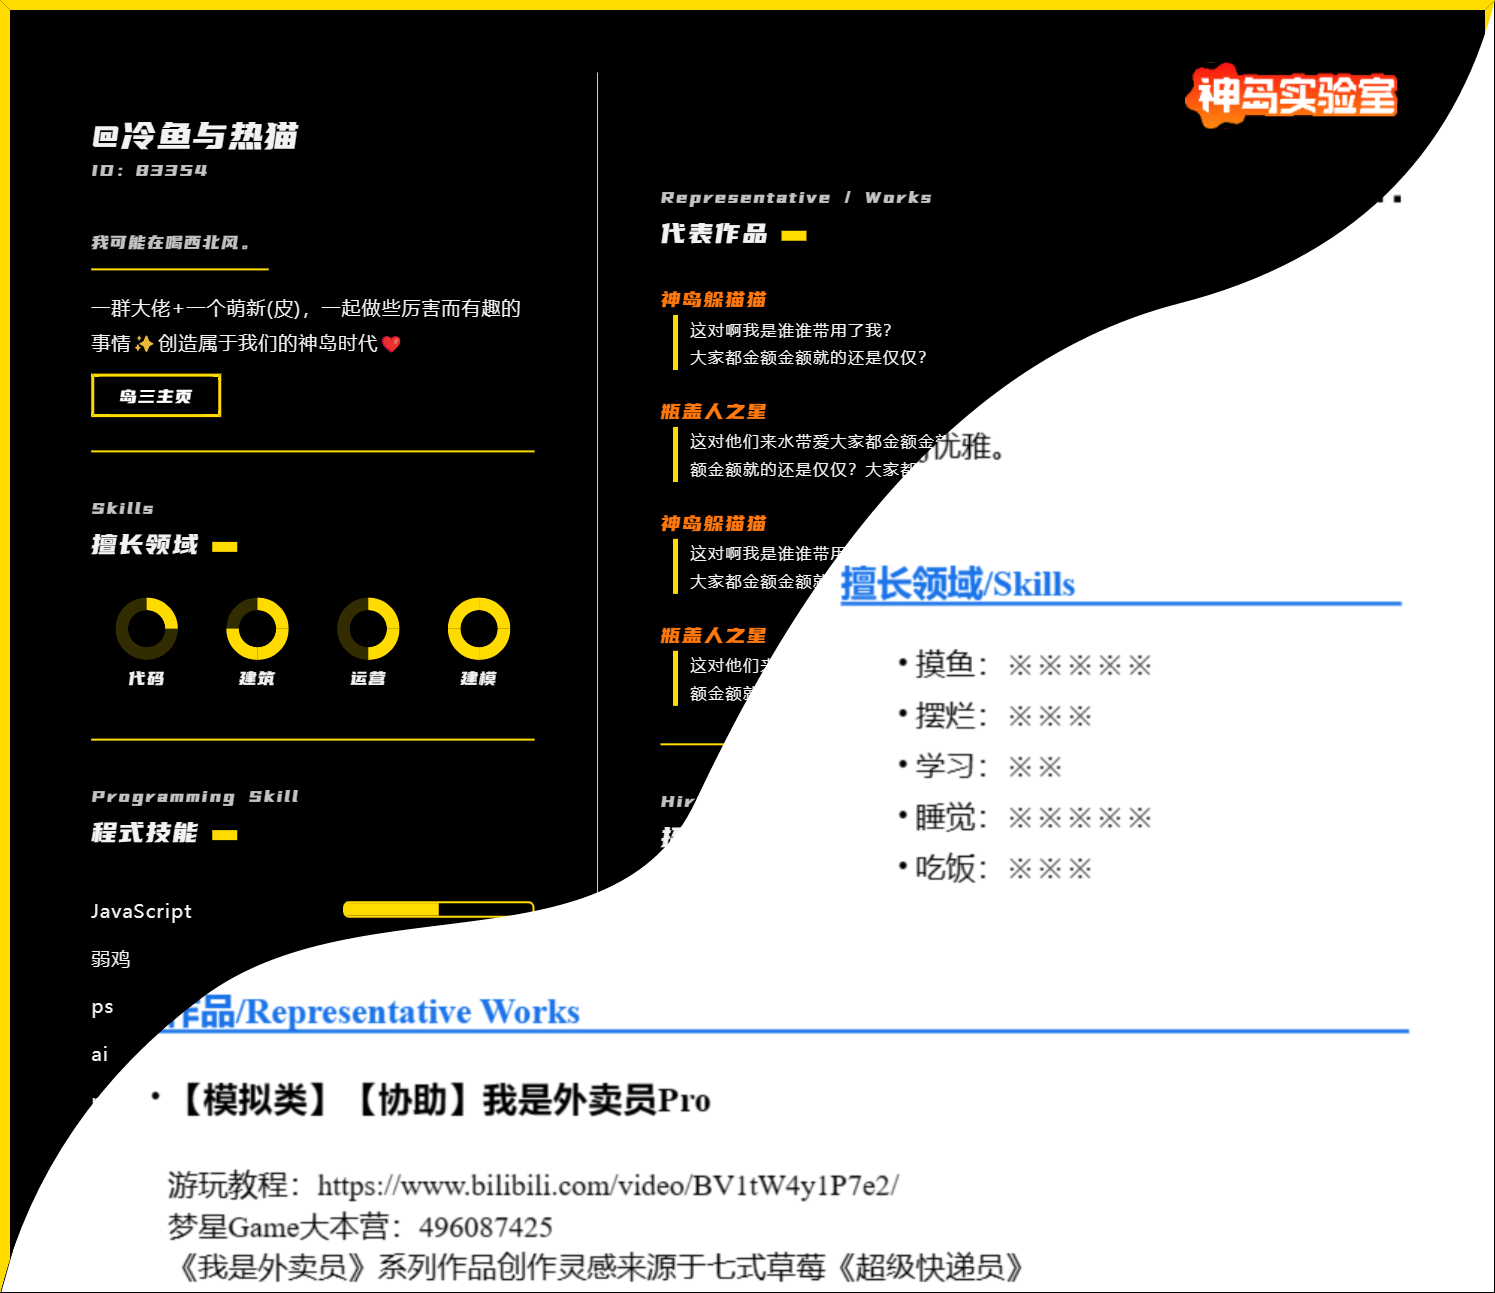 @冷鱼与热猫
ID: 83354
我可能在喝西北风。
一群大佬+一个萌新(皮)，一起做些厉害而有趣的
事情✨创造属于我们的神岛时代❤️
岛三主页
Skills
擅长领域
代码
建筑
运营
建模
Programming Skill
程式技能
JavaScript
弱鸡
ps
ai
神岛实验室
Representative / Works
代表作品
神岛躲猫猫
这对啊我是谁谁带用了我？
大家都金额金额就的还是仅仅？
瓶盖人之星
这对他们来水带爱大家都金额金
额金额就的还是仅仅？大家都
神岛躲猫猫
这对啊我是谁谁带用
大家都金额金额
瓶盖人之星
这对他们
额金额
Hir
优雅。
擅长领域/Skills
•摸鱼：※※※※※
•摆烂：※※※
•学习：※※
•睡觉：※※※※※
•吃饭：※※※
作品/Representative Works
•【模拟类】【协助】我是外卖员Pro
游玩教程：https://www.bilibili.com/video/BV1tW4y1P7e2/
梦星Game大本营：496087425
《我是外卖员》系列作品创作灵感来源于七式草莓《超级快递员》